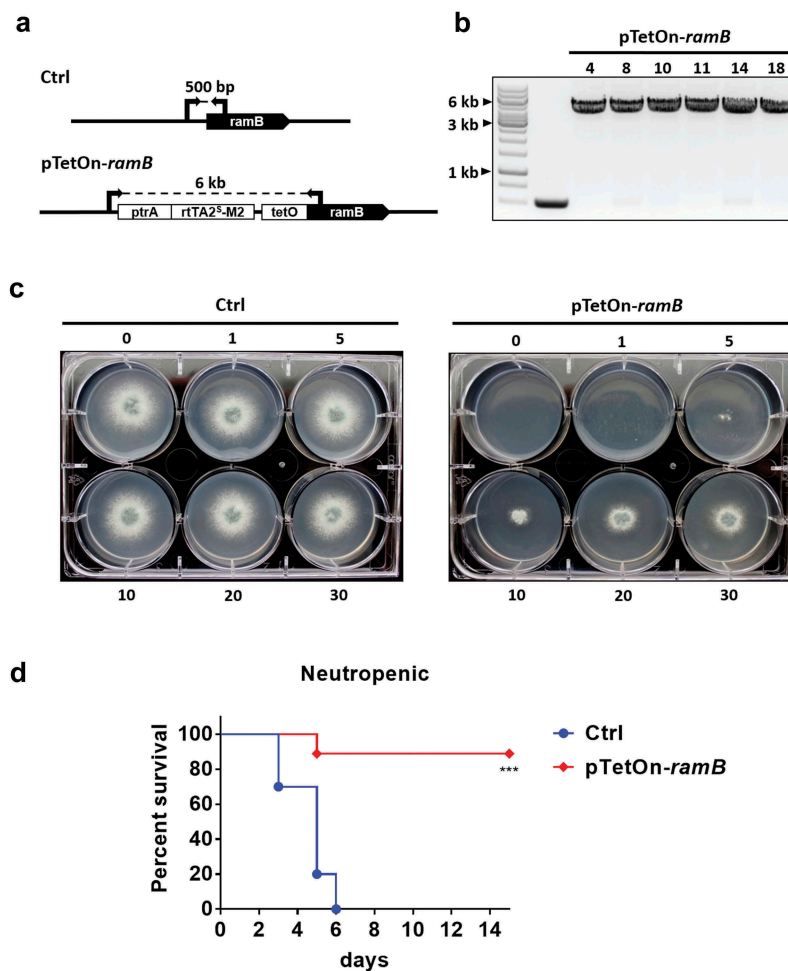 a
Ctrl
500 bp
ramB
pTetOn-ramB
6 kb
ptrA rtTA2S-M2 tetO ramB
b
pTetOn-ramB
4 8 10 11 14 18
6 kb
3 kb
1 kb
c
Ctrl
0 1 5
10 20 30
pTetOn-ramB
0 1 5
10 20 30
d
Neutropenic
Percent survival
100
80
60
40
20
0
0 2 4 6 8 10 12 14
days
Ctrl
pTetOn-ramB
***